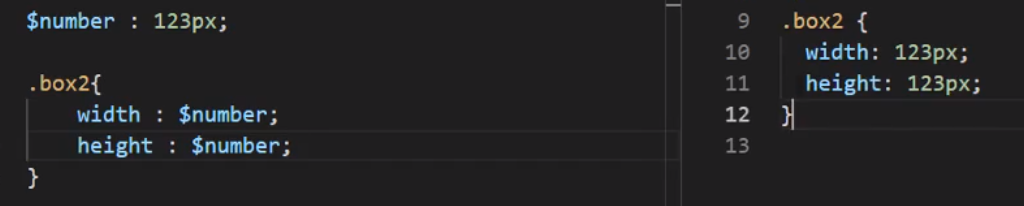 $number : 123px;
.box2{
width : $number;
height : $number;
}
9 .box2 {
10 width: 123px;
11 height: 123px;
12 }
13